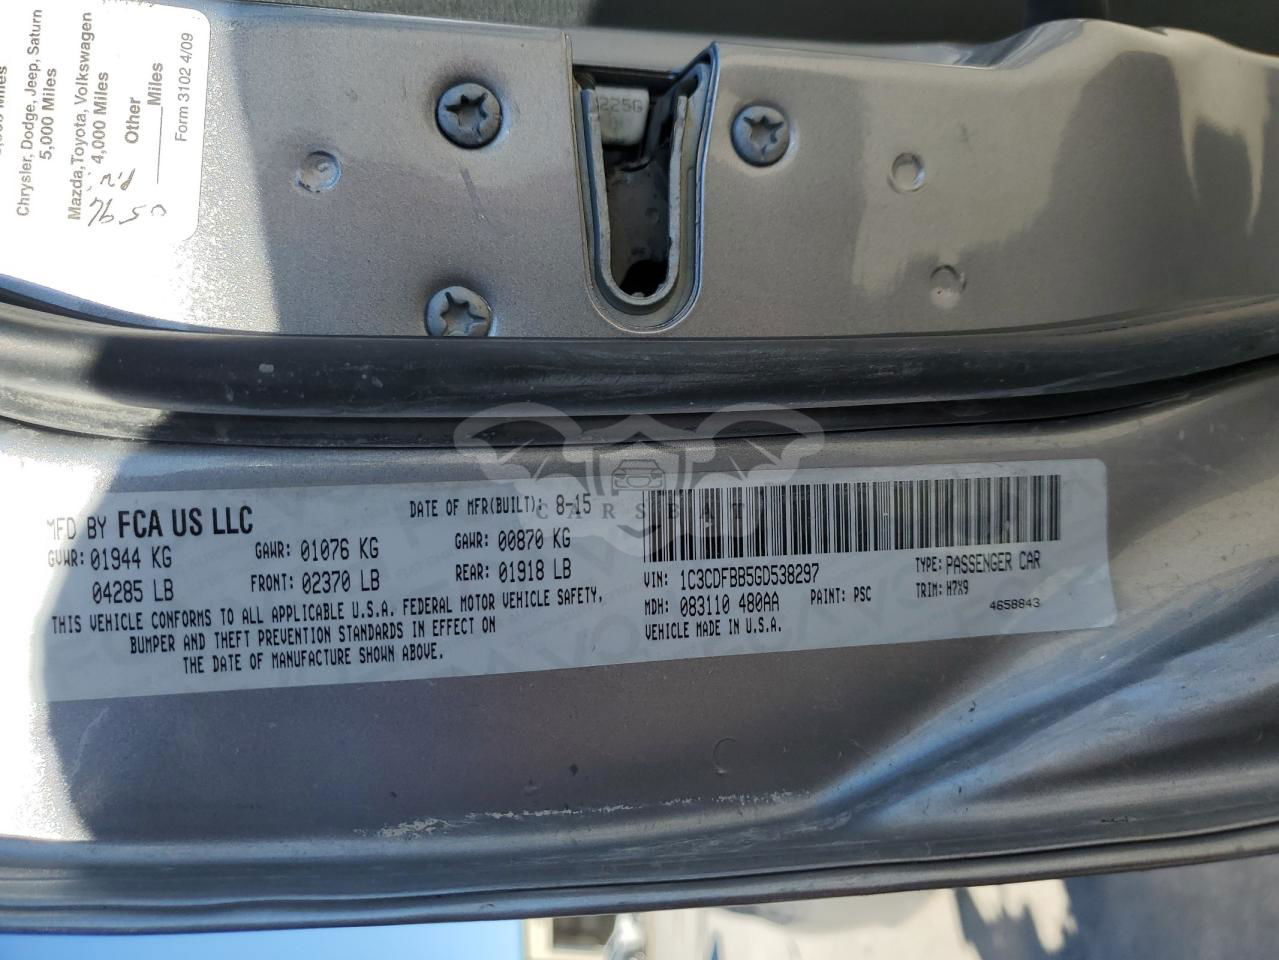 Chrysler, Dodge, Jeep, Saturn
5,000 Miles
Mazda, Toyota, Volkswagen
4,000 Miles
Other
Miles
Form 3102 4/09
225G
CARSBAT
MFD BY FCA US LLC
DATE OF MFR(BUILT): 8-15
GVWR: 01944 KG GAWR: 01076 KG GAWR: 00870 KG
04285 LB FRONT: 02370 LB REAR: 01918 LB
THIS VEHICLE CONFORMS TO ALL APPLICABLE U.S.A. FEDERAL MOTOR VEHICLE SAFETY,
BUMPER AND THEFT PREVENTION STANDARDS IN EFFECT ON
THE DATE OF MANUFACTURE SHOWN ABOVE.
VIN: 1C3CDFBB5GD538297 TYPE: PASSENGER CAR
MDH: 083110 480AA PAINT: PSC TRIM: H7X9
VEHICLE MADE IN U.S.A. 4658843